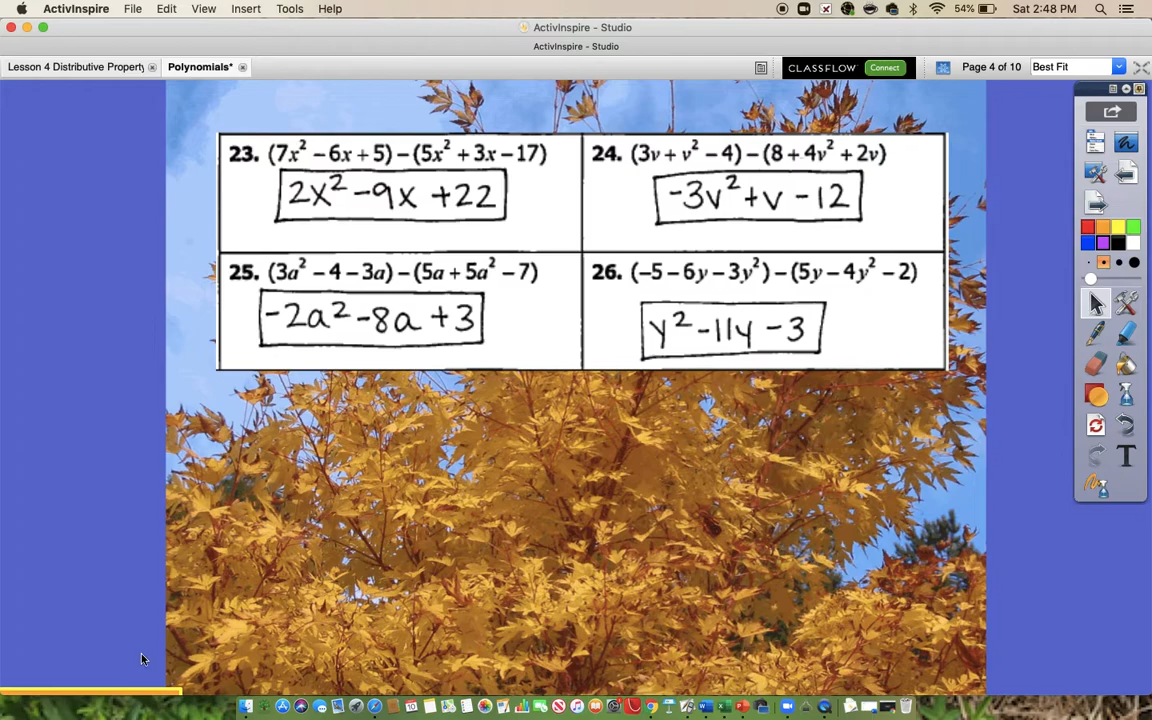 ActivInspire File Edit View Insert Tools Help 54% Sat 2:48 PM
ActivInspire - Studio
ActivInspire - Studio
Lesson 4 Distributive Property Polynomials* CLASSFLOW Connect Page 4 of 10 Best Fit
23. (7x² – 6x + 5) – (5x² + 3x – 17)
2x² - 9x + 22
24. (3v + v² – 4) – (8 + 4v² + 2v)
-3v² + v - 12
25. (3a² – 4 – 3a) – (5a + 5a² – 7)
-2a² - 8a + 3
26. (–5 – 6y – 3y²) – (5y – 4y² – 2)
y² - 11y - 3
T